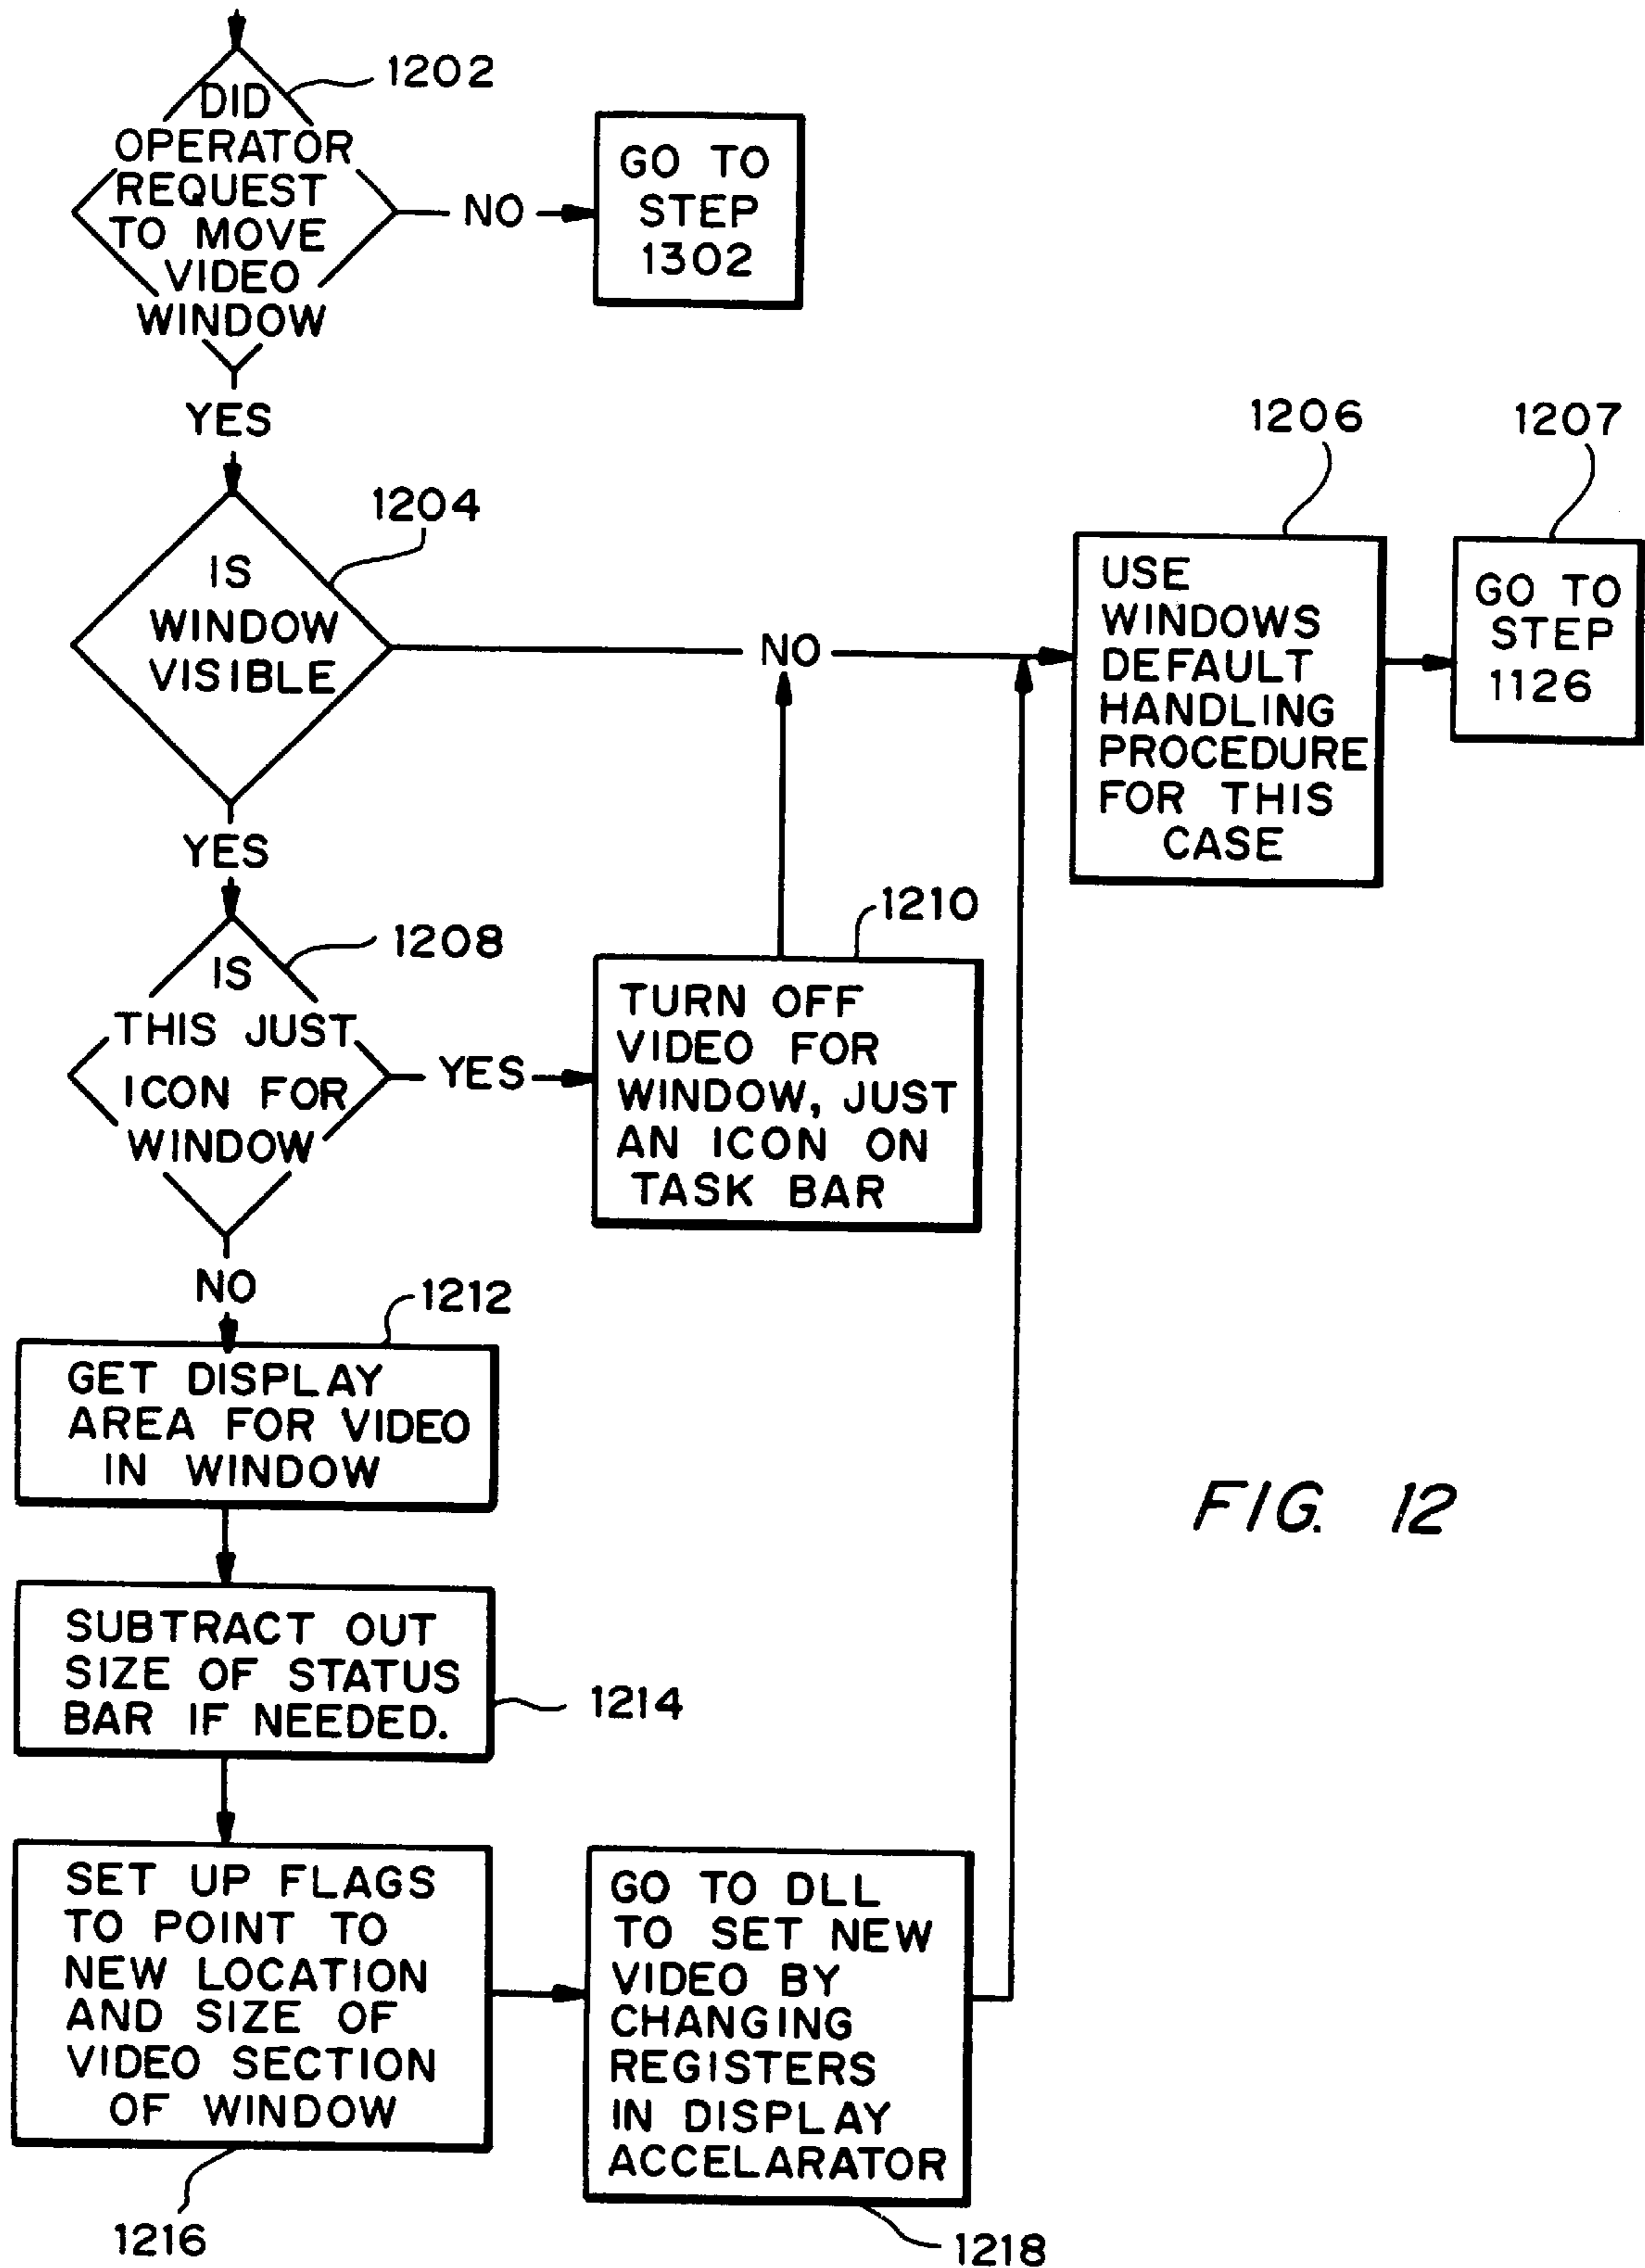 1202
DID
OPERATOR
REQUEST
TO MOVE
VIDEO
WINDOW
NO
GO TO
STEP
1302
YES
1204
IS
WINDOW
VISIBLE
NO
1206
USE
WINDOWS
DEFAULT
HANDLING
PROCEDURE
FOR THIS
CASE
1207
GO TO
STEP
1126
YES
1208
IS
THIS JUST
ICON FOR
WINDOW
YES
1210
TURN OFF
VIDEO FOR
WINDOW, JUST
AN ICON ON
TASK BAR
NO
1212
GET DISPLAY
AREA FOR VIDEO
IN WINDOW
SUBTRACT OUT
SIZE OF STATUS
BAR IF NEEDED.
1214
SET UP FLAGS
TO POINT TO
NEW LOCATION
AND SIZE OF
VIDEO SECTION
OF WINDOW
1216
GO TO DLL
TO SET NEW
VIDEO BY
CHANGING
REGISTERS
IN DISPLAY
ACCELARATOR
1218
FIG. 12